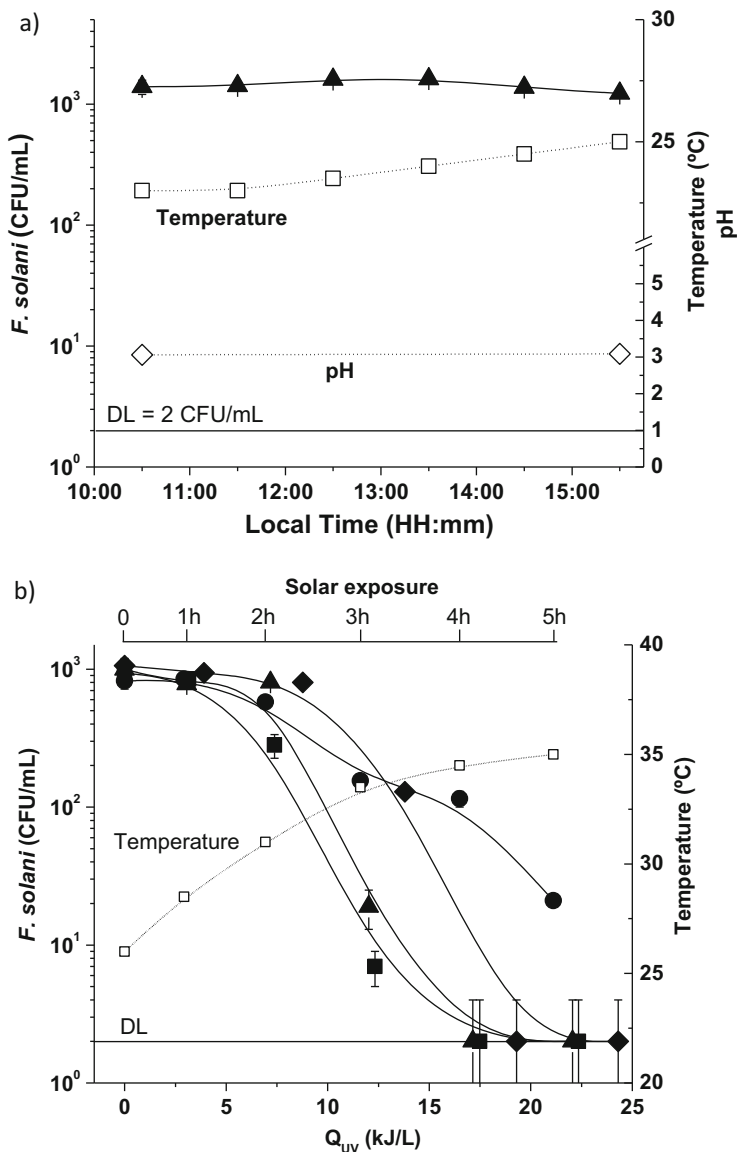 a)
30
10³
25
Temperature
10²
F. solani (CFU/mL)
Temperature (ºC)
pH
5
4
10¹
3
pH
2
DL = 2 CFU/mL
1
10⁰
0
10:00 11:00 12:00 13:00 14:00 15:00
Local Time (HH:mm)
b)
Solar exposure
0 1h 2h 3h 4h 5h
40
10³
35
10²
Temperature
F. solani (CFU/mL)
Temperature (ºC)
30
10¹
25
DL
10⁰
20
0 5 10 15 20 25
Q_UV (kJ/L)